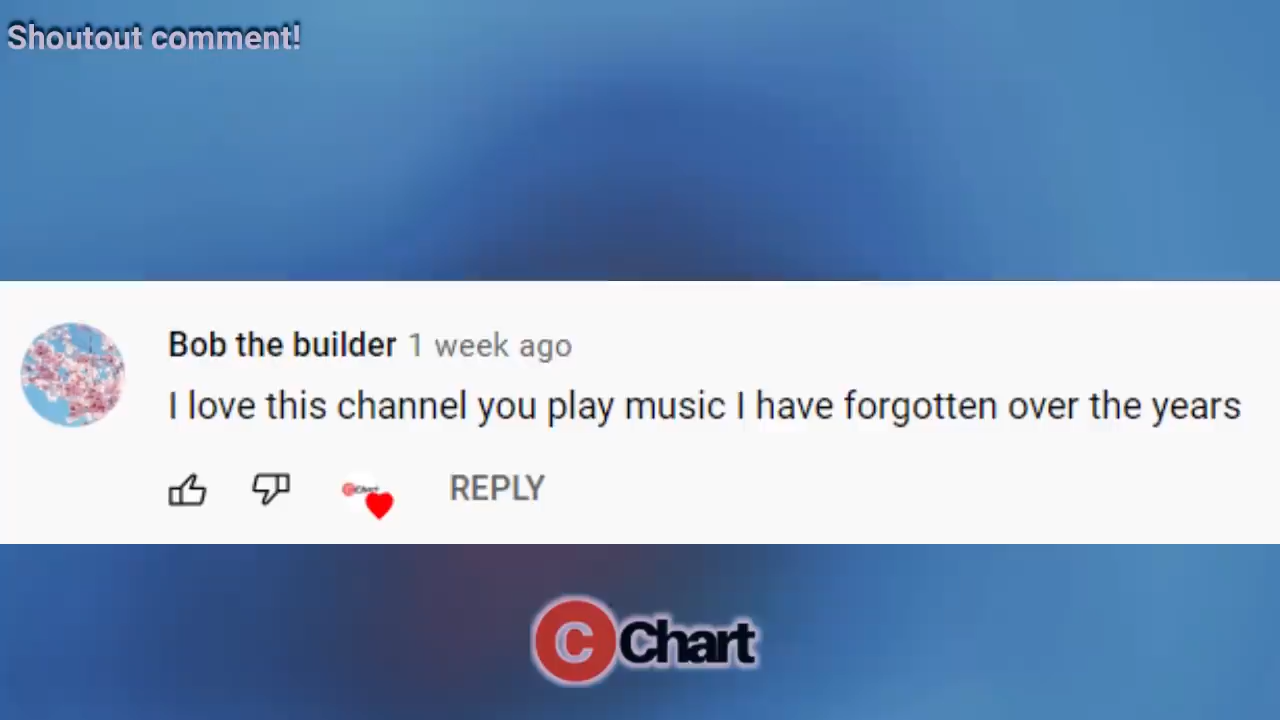 Shoutout comment!
Bob the builder 1 week ago
I love this channel you play music I have forgotten over the years
REPLY
C Chart